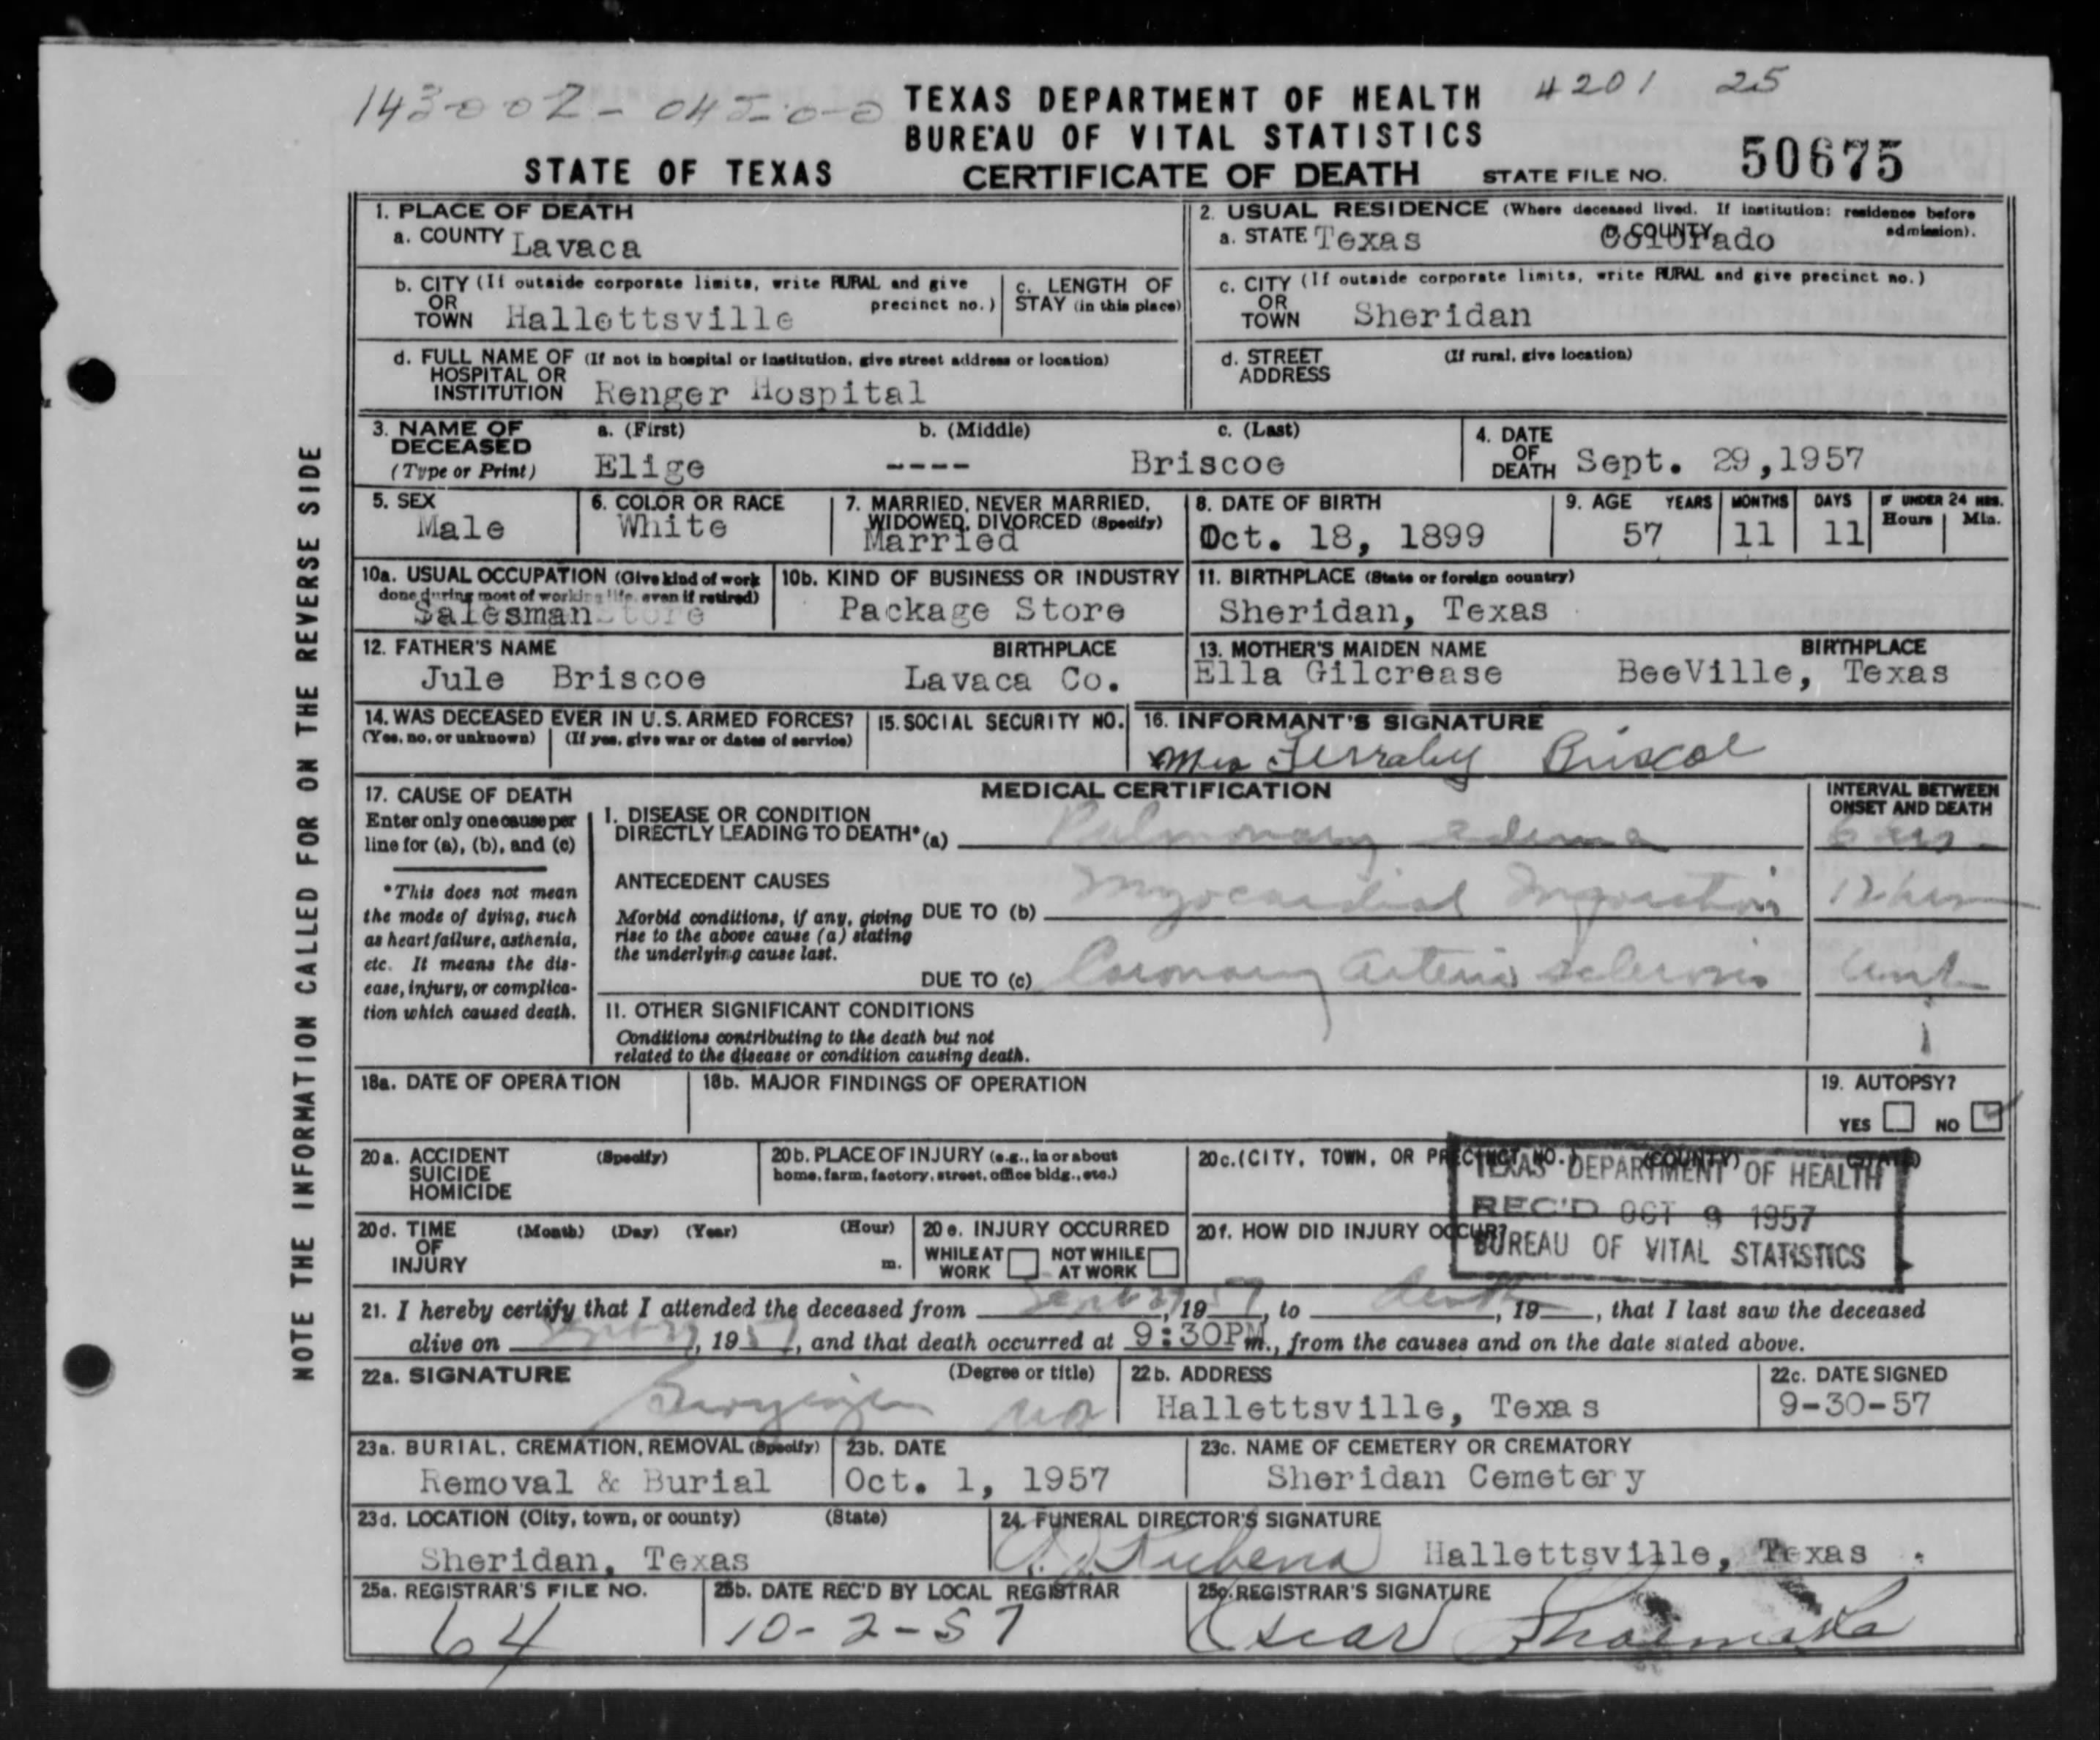 143-002-045-0-0
TEXAS DEPARTMENT OF HEALTH
4201 25
BUREAU OF VITAL STATISTICS
STATE OF TEXAS
CERTIFICATE OF DEATH
STATE FILE NO. 50675
NOTE THE INFORMATION CALLED FOR ON THE REVERSE SIDE
1. PLACE OF DEATH
a. COUNTY Lavaca
2. USUAL RESIDENCE (Where deceased lived. If institution: residence before admission).
a. STATE Texas b. COUNTY Colorado
b. CITY (If outside corporate limits, write RURAL and give precinct no.)
OR TOWN Hallettsville
c. LENGTH OF STAY (in this place)
c. CITY (If outside corporate limits, write RURAL and give precinct no.)
OR TOWN Sheridan
d. FULL NAME OF (If not in hospital or institution, give street address or location)
HOSPITAL OR INSTITUTION Renger Hospital
d. STREET ADDRESS (If rural, give location)
3. NAME OF DECEASED (Type or Print)
a. (First) Elige
b. (Middle) ----
c. (Last) Briscoe
4. DATE OF DEATH Sept. 29,1957
5. SEX Male
6. COLOR OR RACE White
7. MARRIED, NEVER MARRIED, WIDOWED, DIVORCED (Specify) Married
8. DATE OF BIRTH Oct. 18, 1899
9. AGE YEARS 57 MONTHS 11 DAYS 11 IF UNDER 24 HRS. Hours Min.
10a. USUAL OCCUPATION (Give kind of work done during most of working life, even if retired) Salesman
10b. KIND OF BUSINESS OR INDUSTRY Package Store
11. BIRTHPLACE (State or foreign country) Sheridan, Texas
12. FATHER'S NAME Jule Briscoe BIRTHPLACE Lavaca Co.
13. MOTHER'S MAIDEN NAME Ella Gilcrease BIRTHPLACE BeeVille, Texas
14. WAS DECEASED EVER IN U.S. ARMED FORCES?
(Yes, no, or unknown) (If yes, give war or dates of service)
15. SOCIAL SECURITY NO.
16. INFORMANT'S SIGNATURE
Mrs Ferraby Briscoe
17. CAUSE OF DEATH
Enter only one cause per line for (a), (b), and (c)
*This does not mean the mode of dying, such as heart failure, asthenia, etc. It means the disease, injury, or complication which caused death.
MEDICAL CERTIFICATION
INTERVAL BETWEEN ONSET AND DEATH
I. DISEASE OR CONDITION
DIRECTLY LEADING TO DEATH* (a) Pulmonary edema 6 hrs
ANTECEDENT CAUSES
Morbid conditions, if any, giving rise to the above cause (a) stating the underlying cause last.
DUE TO (b) Myocardial Infarction 12 hrs
DUE TO (c) Coronary Arterio sclerosis Unk
II. OTHER SIGNIFICANT CONDITIONS
Conditions contributing to the death but not related to the disease or condition causing death.
18a. DATE OF OPERATION
18b. MAJOR FINDINGS OF OPERATION
19. AUTOPSY?
YES NO
20a. ACCIDENT SUICIDE HOMICIDE (Specify)
20b. PLACE OF INJURY (e.g., in or about home, farm, factory, street, office bldg., etc.)
20c. (CITY, TOWN, OR PRECINCT NO.) (COUNTY) (STATE)
TEXAS DEPARTMENT OF HEALTH
REC'D OCT 9 1957
BUREAU OF VITAL STATISTICS
20d. TIME OF INJURY (Month) (Day) (Year) (Hour) m.
20e. INJURY OCCURRED
WHILE AT WORK NOT WHILE AT WORK
20f. HOW DID INJURY OCCUR?
21. I hereby certify that I attended the deceased from Sept 29, 1957, to death, 19 , that I last saw the deceased
alive on Sept 29, 1957, and that death occurred at 9:30PM m., from the causes and on the date stated above.
22a. SIGNATURE (Degree or title) MD
22b. ADDRESS Hallettsville, Texas
22c. DATE SIGNED 9-30-57
23a. BURIAL, CREMATION, REMOVAL (Specify) Removal & Burial
23b. DATE Oct. 1, 1957
23c. NAME OF CEMETERY OR CREMATORY Sheridan Cemetery
23d. LOCATION (City, town, or county) (State) Sheridan, Texas
24. FUNERAL DIRECTOR'S SIGNATURE
Kubena Hallettsville, Texas
25a. REGISTRAR'S FILE NO. 64
25b. DATE REC'D BY LOCAL REGISTRAR 10-2-57
25c. REGISTRAR'S SIGNATURE Oscar